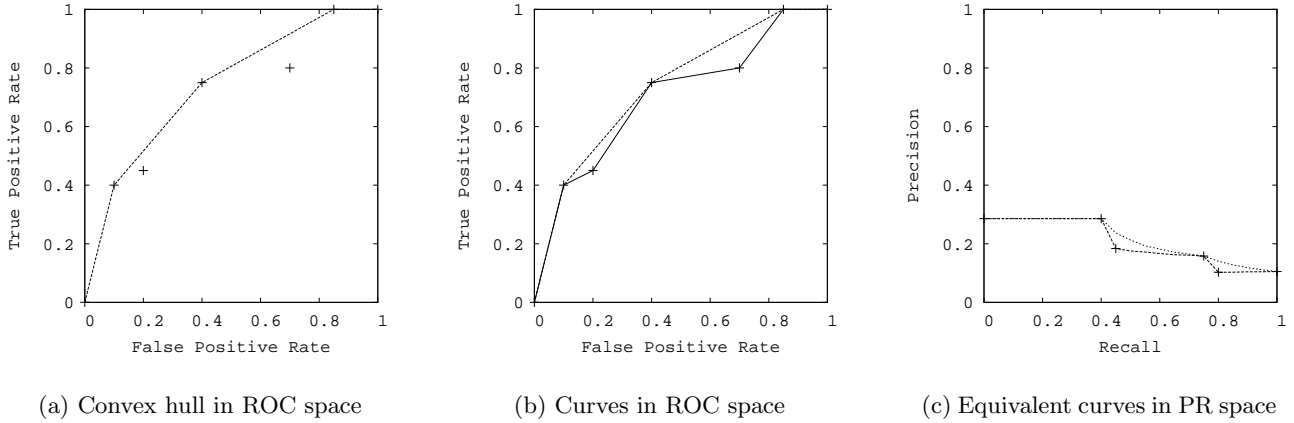 1
0.8
0.6
0.4
0.2
0
True Positive Rate
0 0.2 0.4 0.6 0.8 1
False Positive Rate
(a) Convex hull in ROC space
1
0.8
0.6
0.4
0.2
0
True Positive Rate
0 0.2 0.4 0.6 0.8 1
False Positive Rate
(b) Curves in ROC space
1
0.8
0.6
0.4
0.2
0
Precision
0 0.2 0.4 0.6 0.8 1
Recall
(c) Equivalent curves in PR space